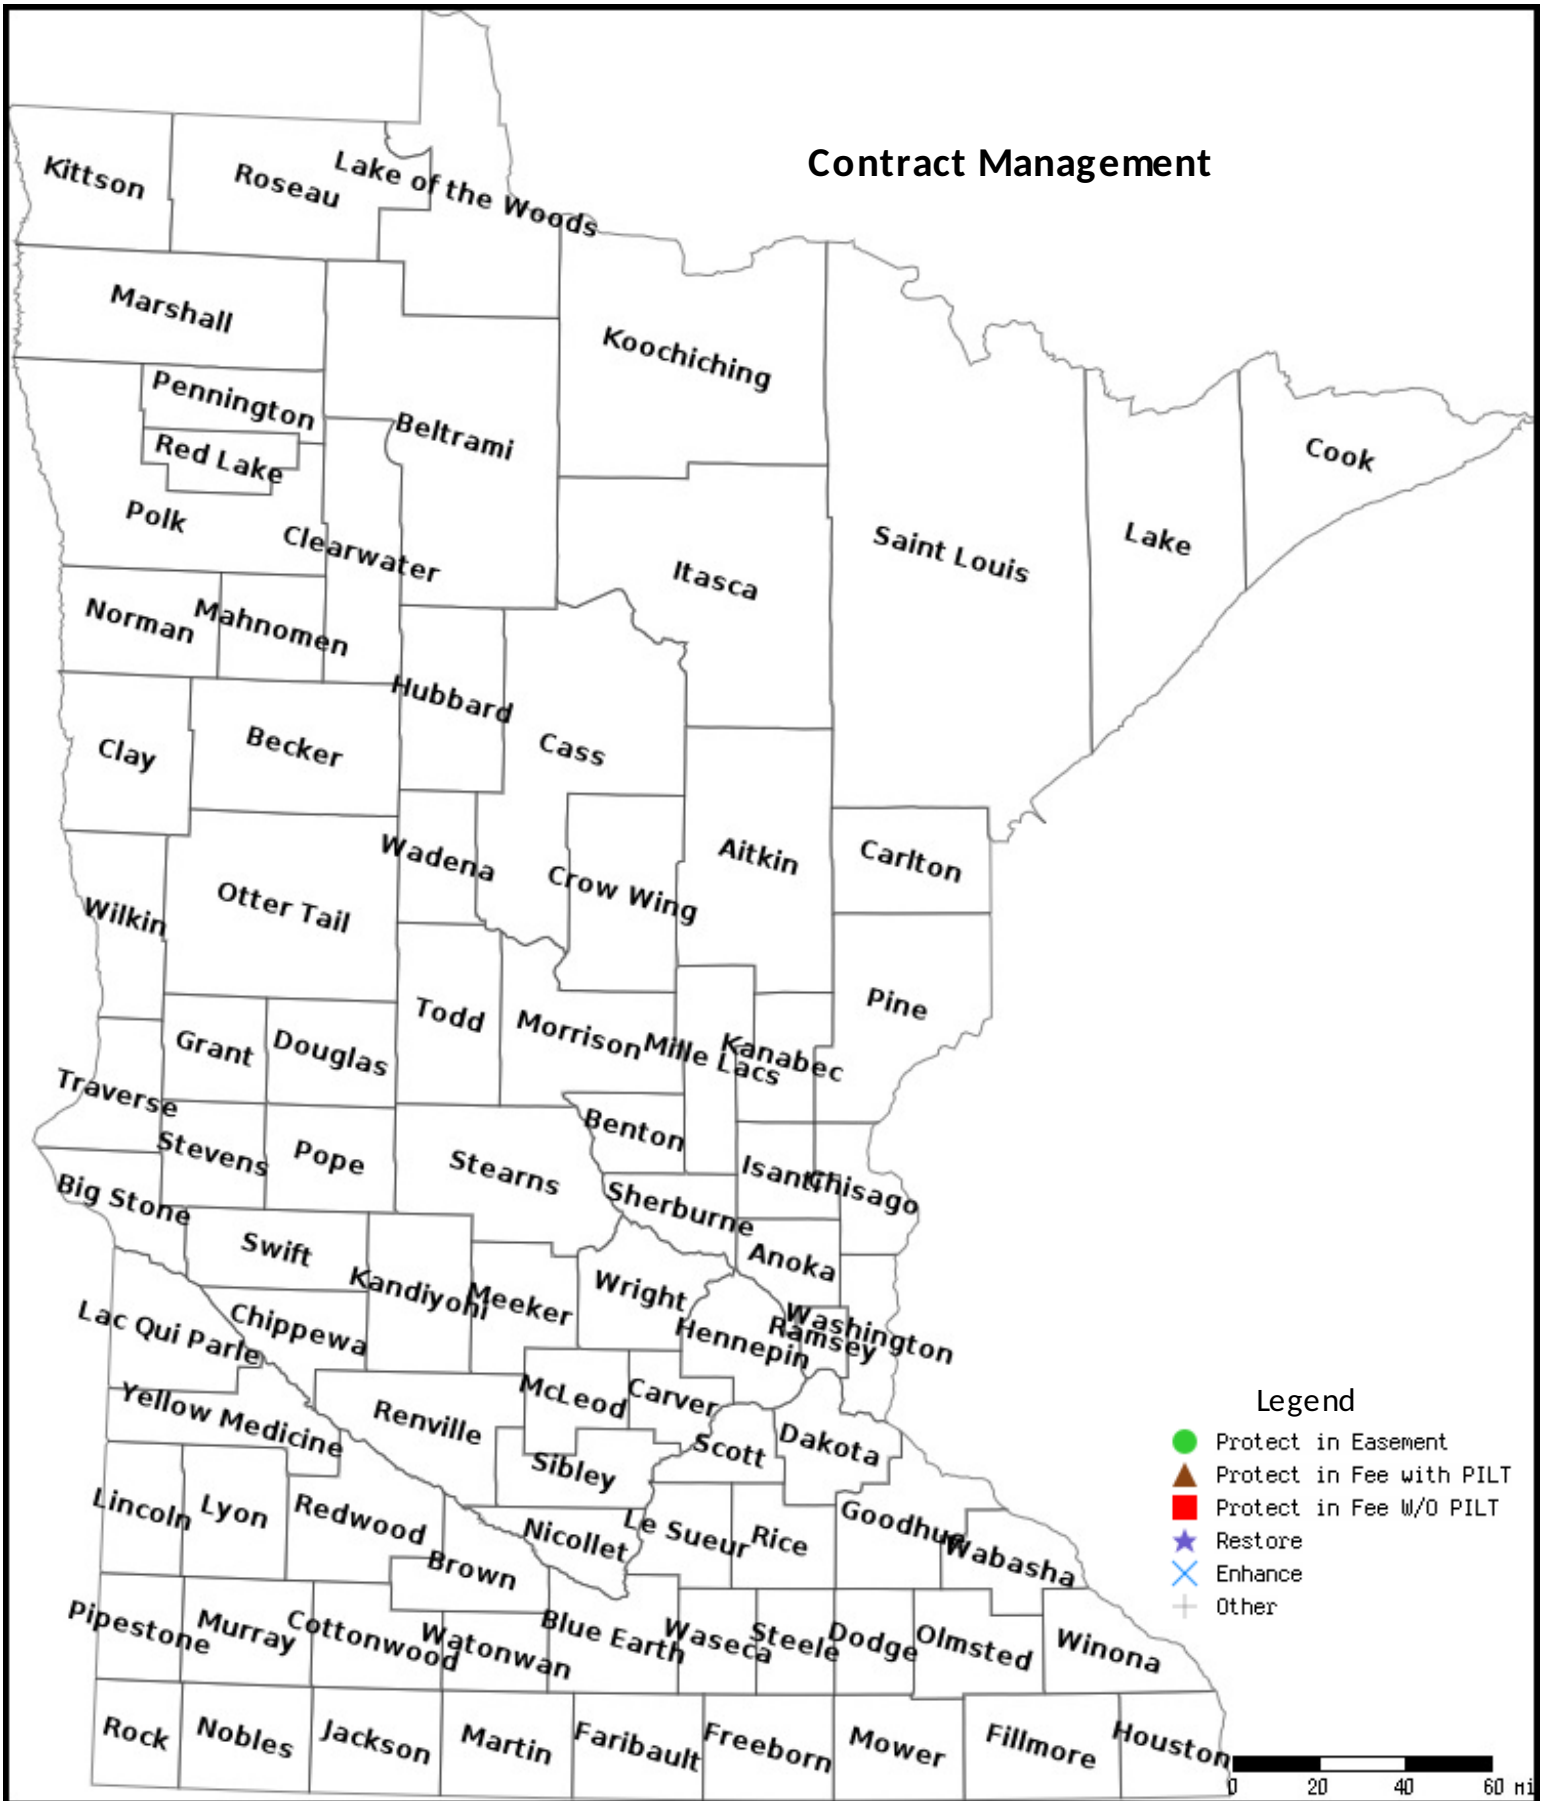 Contract Management
Kittson
Roseau
Lake of the Woods
Marshall
Koochiching
Pennington
Beltrami
Red Lake
Cook
Polk
Clearwater
Saint Louis
Lake
Itasca
Norman
Mahnomen
Hubbard
Clay
Becker
Cass
Wadena
Aitkin
Carlton
Otter Tail
Crow Wing
Wilkin
Pine
Todd
Morrison
Grant
Douglas
Mille Lacs
Kanabec
Traverse
Benton
Stevens
Pope
Stearns
Isanti
Chisago
Big Stone
Sherburne
Swift
Anoka
Kandiyohi
Meeker
Wright
Lac Qui Parle
Chippewa
Hennepin
Ramsey
Washington
Yellow Medicine
Renville
McLeod
Carver
Scott
Dakota
Sibley
Lincoln
Lyon
Redwood
Nicollet
Le Sueur
Rice
Goodhue
Wabasha
Brown
Pipestone
Murray
Cottonwood
Watonwan
Blue Earth
Waseca
Steele
Dodge
Olmsted
Winona
Rock
Nobles
Jackson
Martin
Faribault
Freeborn
Mower
Fillmore
Houston
Legend
Protect in Easement
Protect in Fee with PILT
Protect in Fee W/O PILT
Restore
Enhance
Other
0 20 40 60 mi